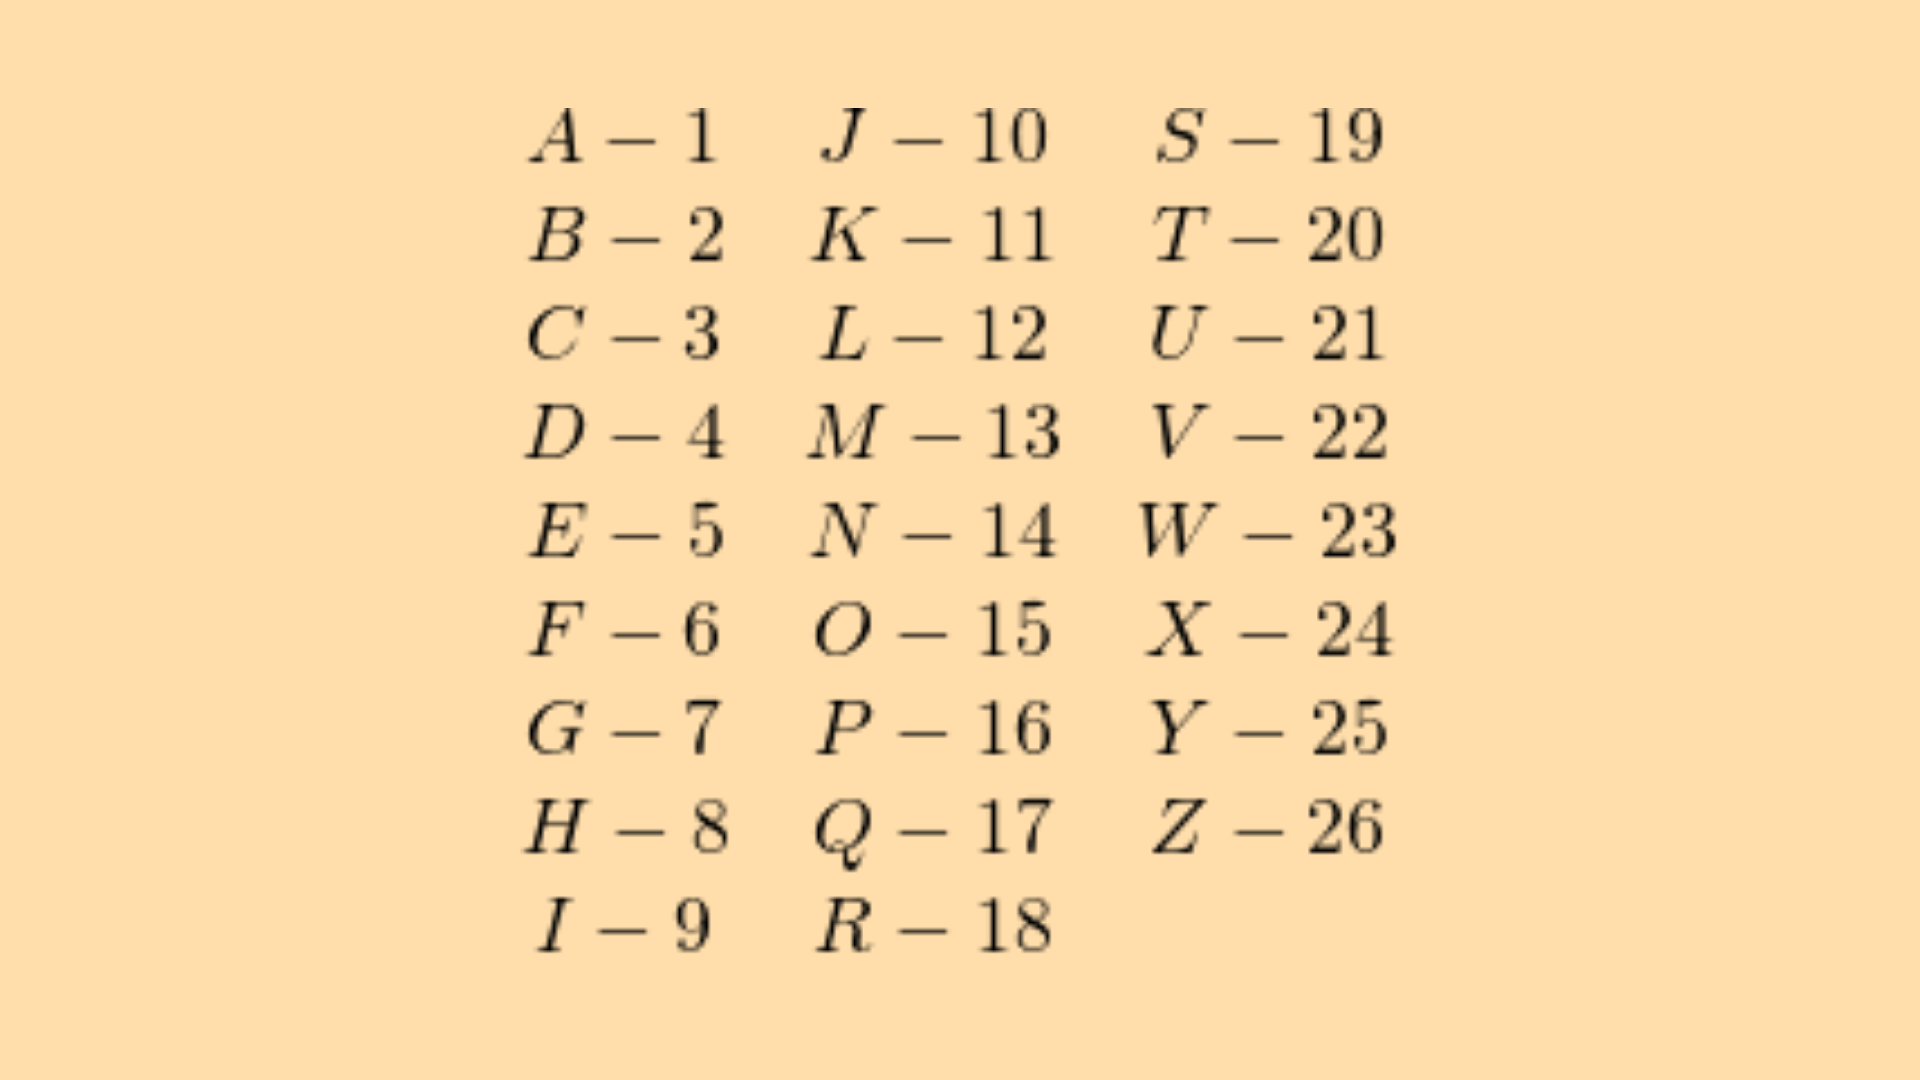 A – 1 J – 10 S – 19
B – 2 K – 11 T – 20
C – 3 L – 12 U – 21
D – 4 M – 13 V – 22
E – 5 N – 14 W – 23
F – 6 O – 15 X – 24
G – 7 P – 16 Y – 25
H – 8 Q – 17 Z – 26
I – 9 R – 18